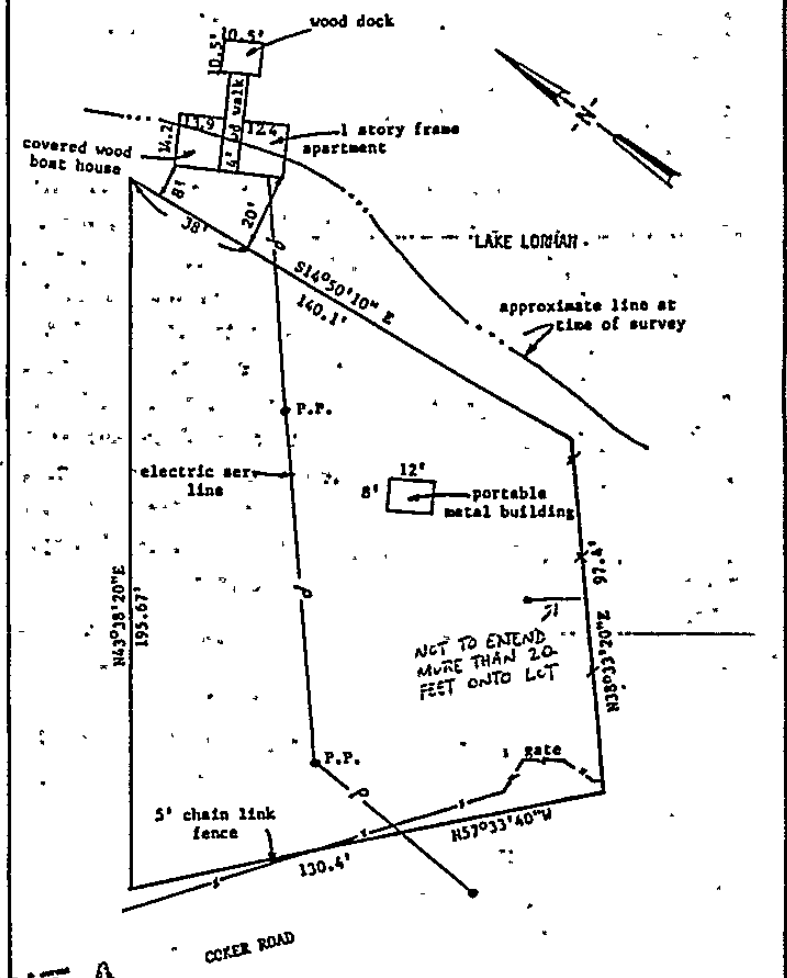 wood dock
10.5'
10.5'
4' wd walk
13.9
12.4
14.2
1 story frame
apartment
covered wood
boat house
8'
20'
38'
N
LAKE LORMAN
S14°50'10" E
140.1'
approximate line at
time of survey
P.P.
electric serv
line
12'
8'
portable
metal building
97.4'
N38°33'20"E
N43°38'20"E
195.67'
NOT TO EXTEND
MORE THAN 20
FEET ONTO LOT
P.P.
gate
5' chain link
fence
N57°33'40"W
130.4'
COKER ROAD